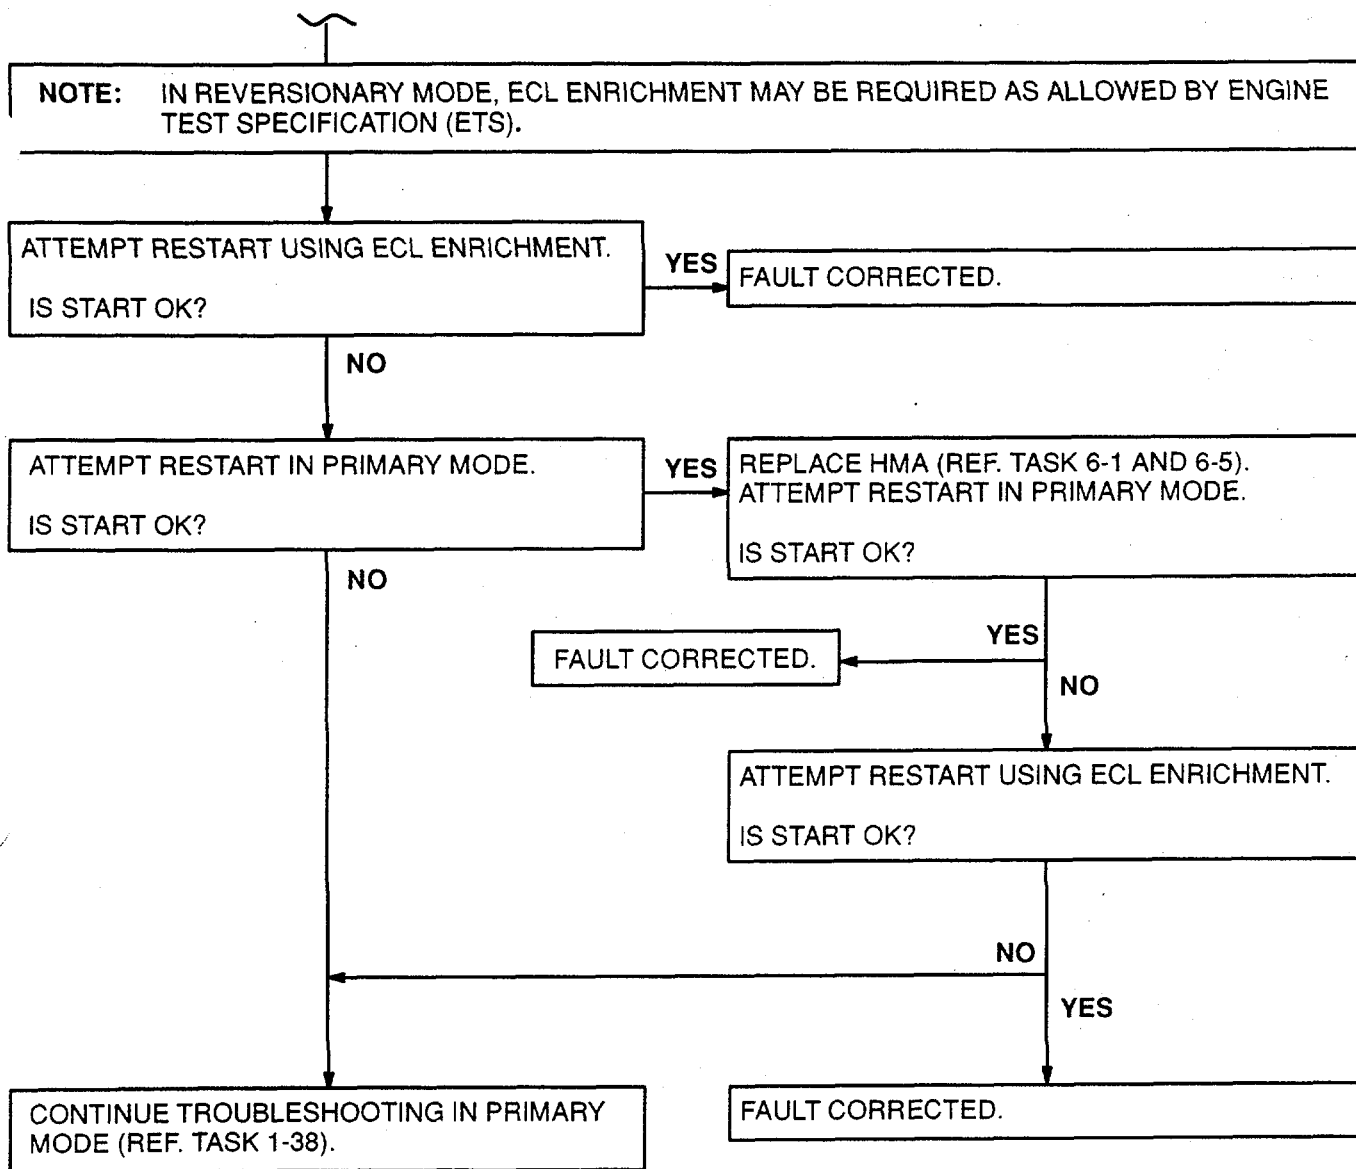 NOTE: IN REVERSIONARY MODE, ECL ENRICHMENT MAY BE REQUIRED AS ALLOWED BY ENGINE
TEST SPECIFICATION (ETS).
ATTEMPT RESTART USING ECL ENRICHMENT.
IS START OK?
YES
FAULT CORRECTED.
NO
ATTEMPT RESTART IN PRIMARY MODE.
IS START OK?
YES
REPLACE HMA (REF. TASK 6-1 AND 6-5).
ATTEMPT RESTART IN PRIMARY MODE.
IS START OK?
NO
YES
FAULT CORRECTED.
NO
ATTEMPT RESTART USING ECL ENRICHMENT.
IS START OK?
NO
YES
CONTINUE TROUBLESHOOTING IN PRIMARY
MODE (REF. TASK 1-38).
FAULT CORRECTED.